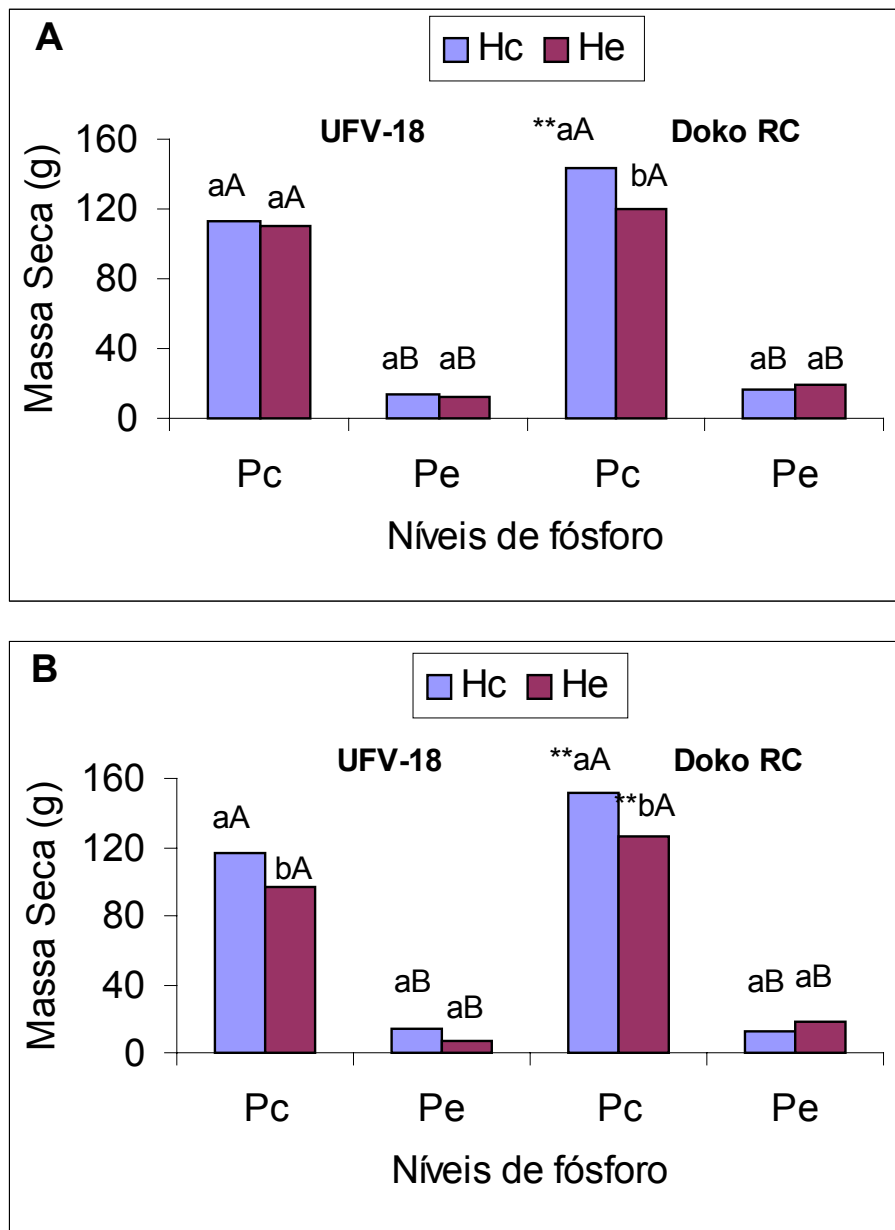 A
Hc He
UFV-18 Doko RC
Massa Seca (g)
160
120
80
40
0
aA aA aB aB **aA bA aB aB
Pc Pe Pc Pe
Níveis de fósforo
B
Hc He
UFV-18 Doko RC
Massa Seca (g)
160
120
80
40
0
aA bA aB aB **aA **bA aB aB
Pc Pe Pc Pe
Níveis de fósforo